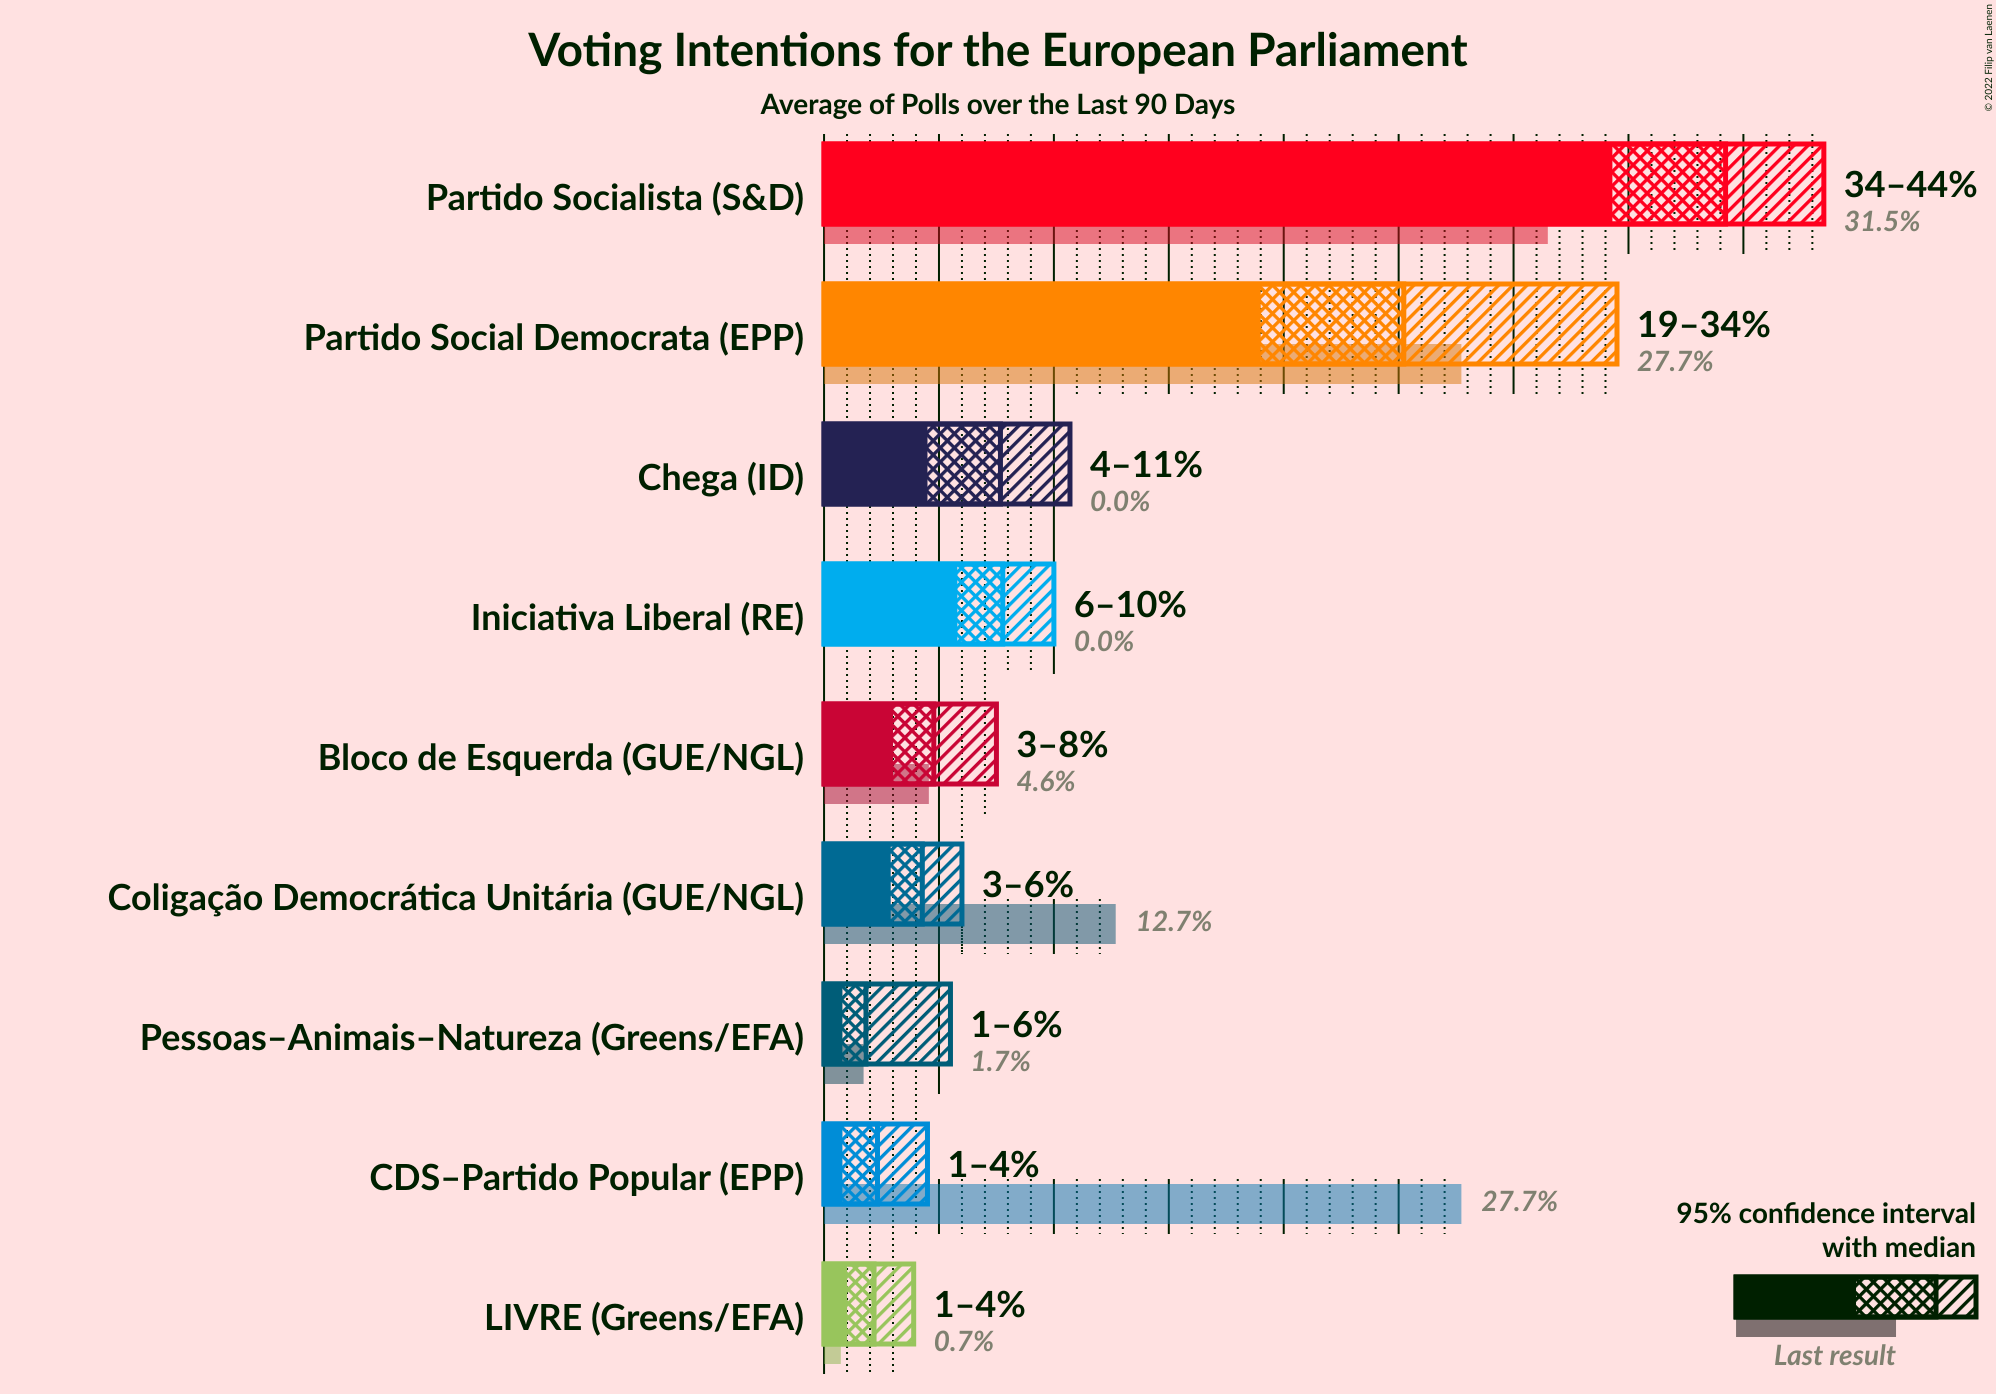 Voting Intentions for the European Parliament
Average of Polls over the Last 90 Days
© 2022 Filip van Laenen
Partido Socialista (S&D)
34–44%
31.5%
Partido Social Democrata (EPP)
19–34%
27.7%
Chega (ID)
4–11%
0.0%
Iniciativa Liberal (RE)
6–10%
0.0%
Bloco de Esquerda (GUE/NGL)
3–8%
4.6%
Coligação Democrática Unitária (GUE/NGL)
3–6%
12.7%
Pessoas–Animais–Natureza (Greens/EFA)
1–6%
1.7%
CDS–Partido Popular (EPP)
1–4%
27.7%
LIVRE (Greens/EFA)
1–4%
0.7%
95% confidence interval
with median
Last result